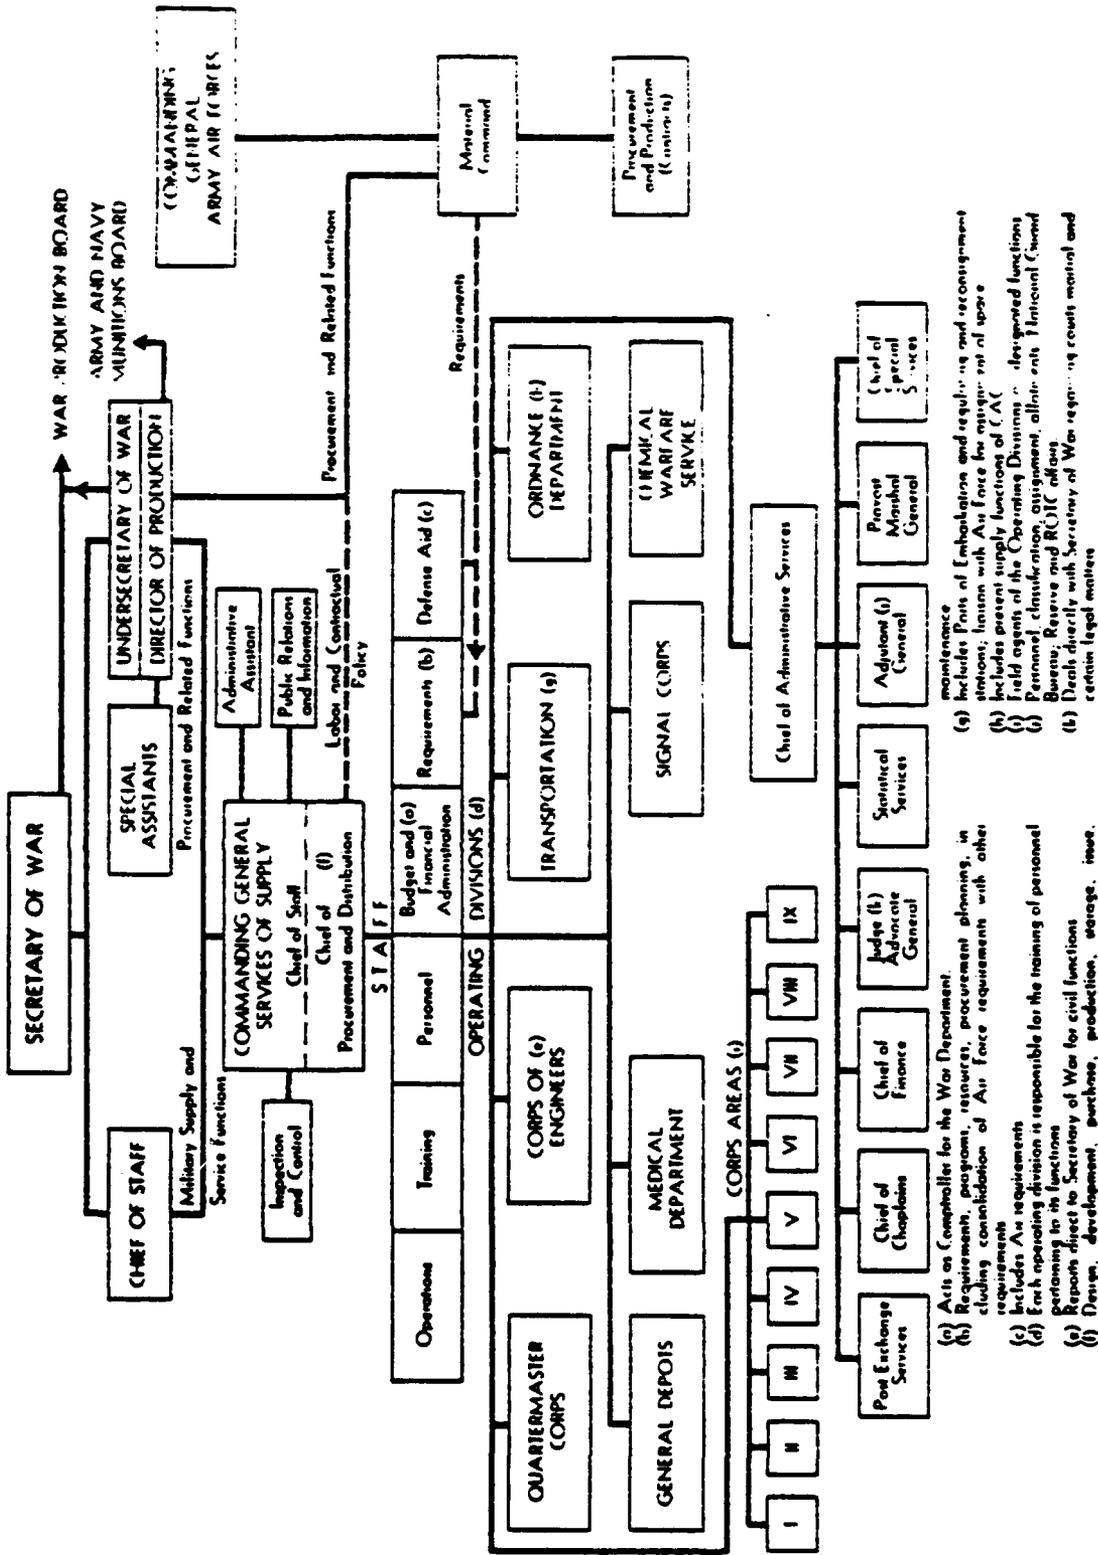 SECRETARY OF WAR
WAR PRODUCTION BOARD
ARMY AND NAVY
MUNITIONS BOARD
CHIEF OF STAFF
SPECIAL
ASSISTANTS
UNDERSECRETARY OF WAR
DIRECTOR OF PRODUCTION
COMMANDING
GENERAL
ARMY AIR FORCES
Military Supply and
Service Functions
Procurement and Related Functions
Administrative
Assistant
Public Relations
and Information
Inspection
and Control
COMMANDING GENERAL
SERVICES OF SUPPLY
Chief of Staff
Chief of (f)
Procurement and Distribution
Labor and Contractual
Policy
Procurement and Related Functions
STAFF
Operations
Training
Personnel
Budget and (a)
Financial
Administration
Requirements (b)
Defense Aid (c)
Requirements
Material
Command
Procurement
and Production
(Contracts)
OPERATING DIVISIONS (d)
QUARTERMASTER
CORPS
CORPS OF (e)
ENGINEERS
TRANSPORTATION (g)
ORDNANCE (h)
DEPARTMENT
GENERAL DEPOTS
MEDICAL
DEPARTMENT
SIGNAL CORPS
CHEMICAL
WARFARE
SERVICE
CORPS AREAS (i)
I
II
III
IV
V
VI
VII
VIII
IX
Chief of Administrative Services
Post Exchange
Services
Chief of
Chaplains
Chief of
Finance
Judge (k)
Advocate
General
Statistical
Services
Adjutant (j)
General
Provost
Marshal
General
Chief of
Special
Services
(a) Acts as Comptroller for the War Department.
(b) Requirements, programs, resources, procurement planning, in
cluding consolidation of Air Force requirements with other
requirements
(c) Includes Air requirements
(d) Each operating division is responsible for the training of personnel
pertaining to its functions
(e) Reports direct to Secretary of War for civil functions
(f) Design, development, purchase, production, storage, issue,
maintenance
(g) Includes Ports of Embarkation and regulating and reconsignment
stations; liaison with Air Force for assignment of space
(h) Includes present supply functions of CAC
(i) Field agents of the Operating Divisions designated functions
(j) Personnel, classification, assignment, allotments National Guard
Bureau; Reserve and ROTC affairs
(k) Deals directly with Secretary of War regarding courts martial and
certain legal matters